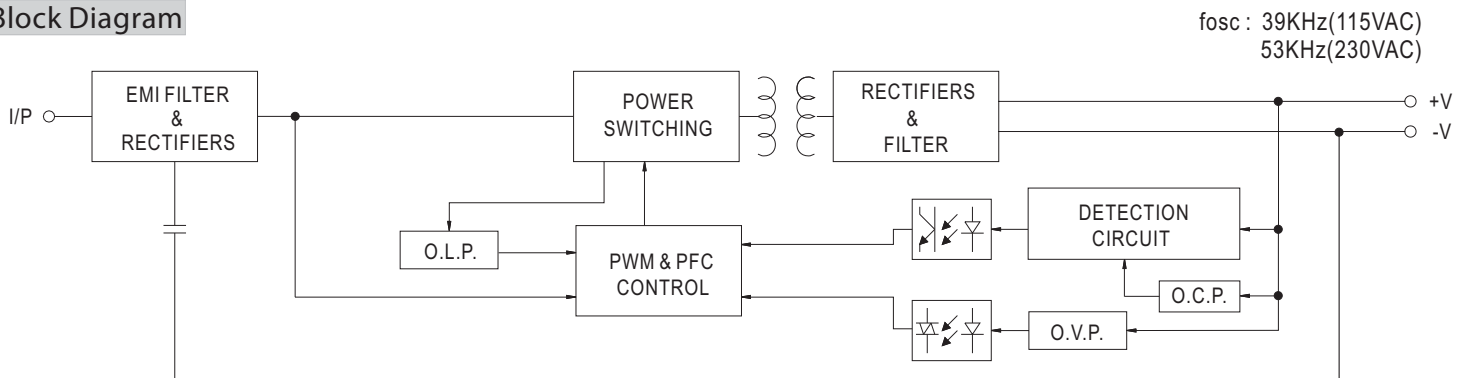 Block Diagram
fosc : 39KHz(115VAC)
53KHz(230VAC)
I/P
EMI FILTER
&
RECTIFIERS
POWER
SWITCHING
RECTIFIERS
&
FILTER
+V
-V
O.L.P.
PWM & PFC
CONTROL
DETECTION
CIRCUIT
O.C.P.
O.V.P.